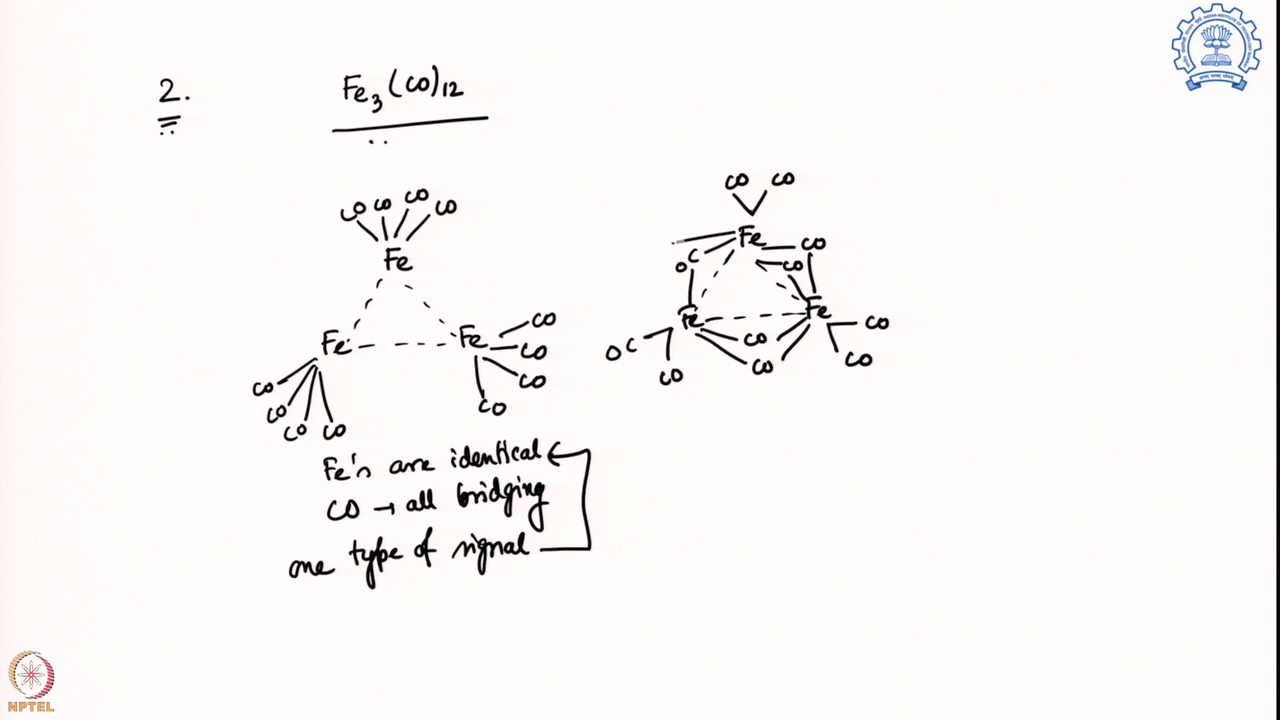 2.
Fe3(CO)12
CO CO CO CO
Fe
Fe Fe
CO
CO
CO
CO
CO
CO
CO CO
CO CO
Fe
CO
OC
CO
Fe Fe
CO
CO
OC
CO
CO
CO
Fe's are identical
CO → all bridging
one type of signal
NPTEL